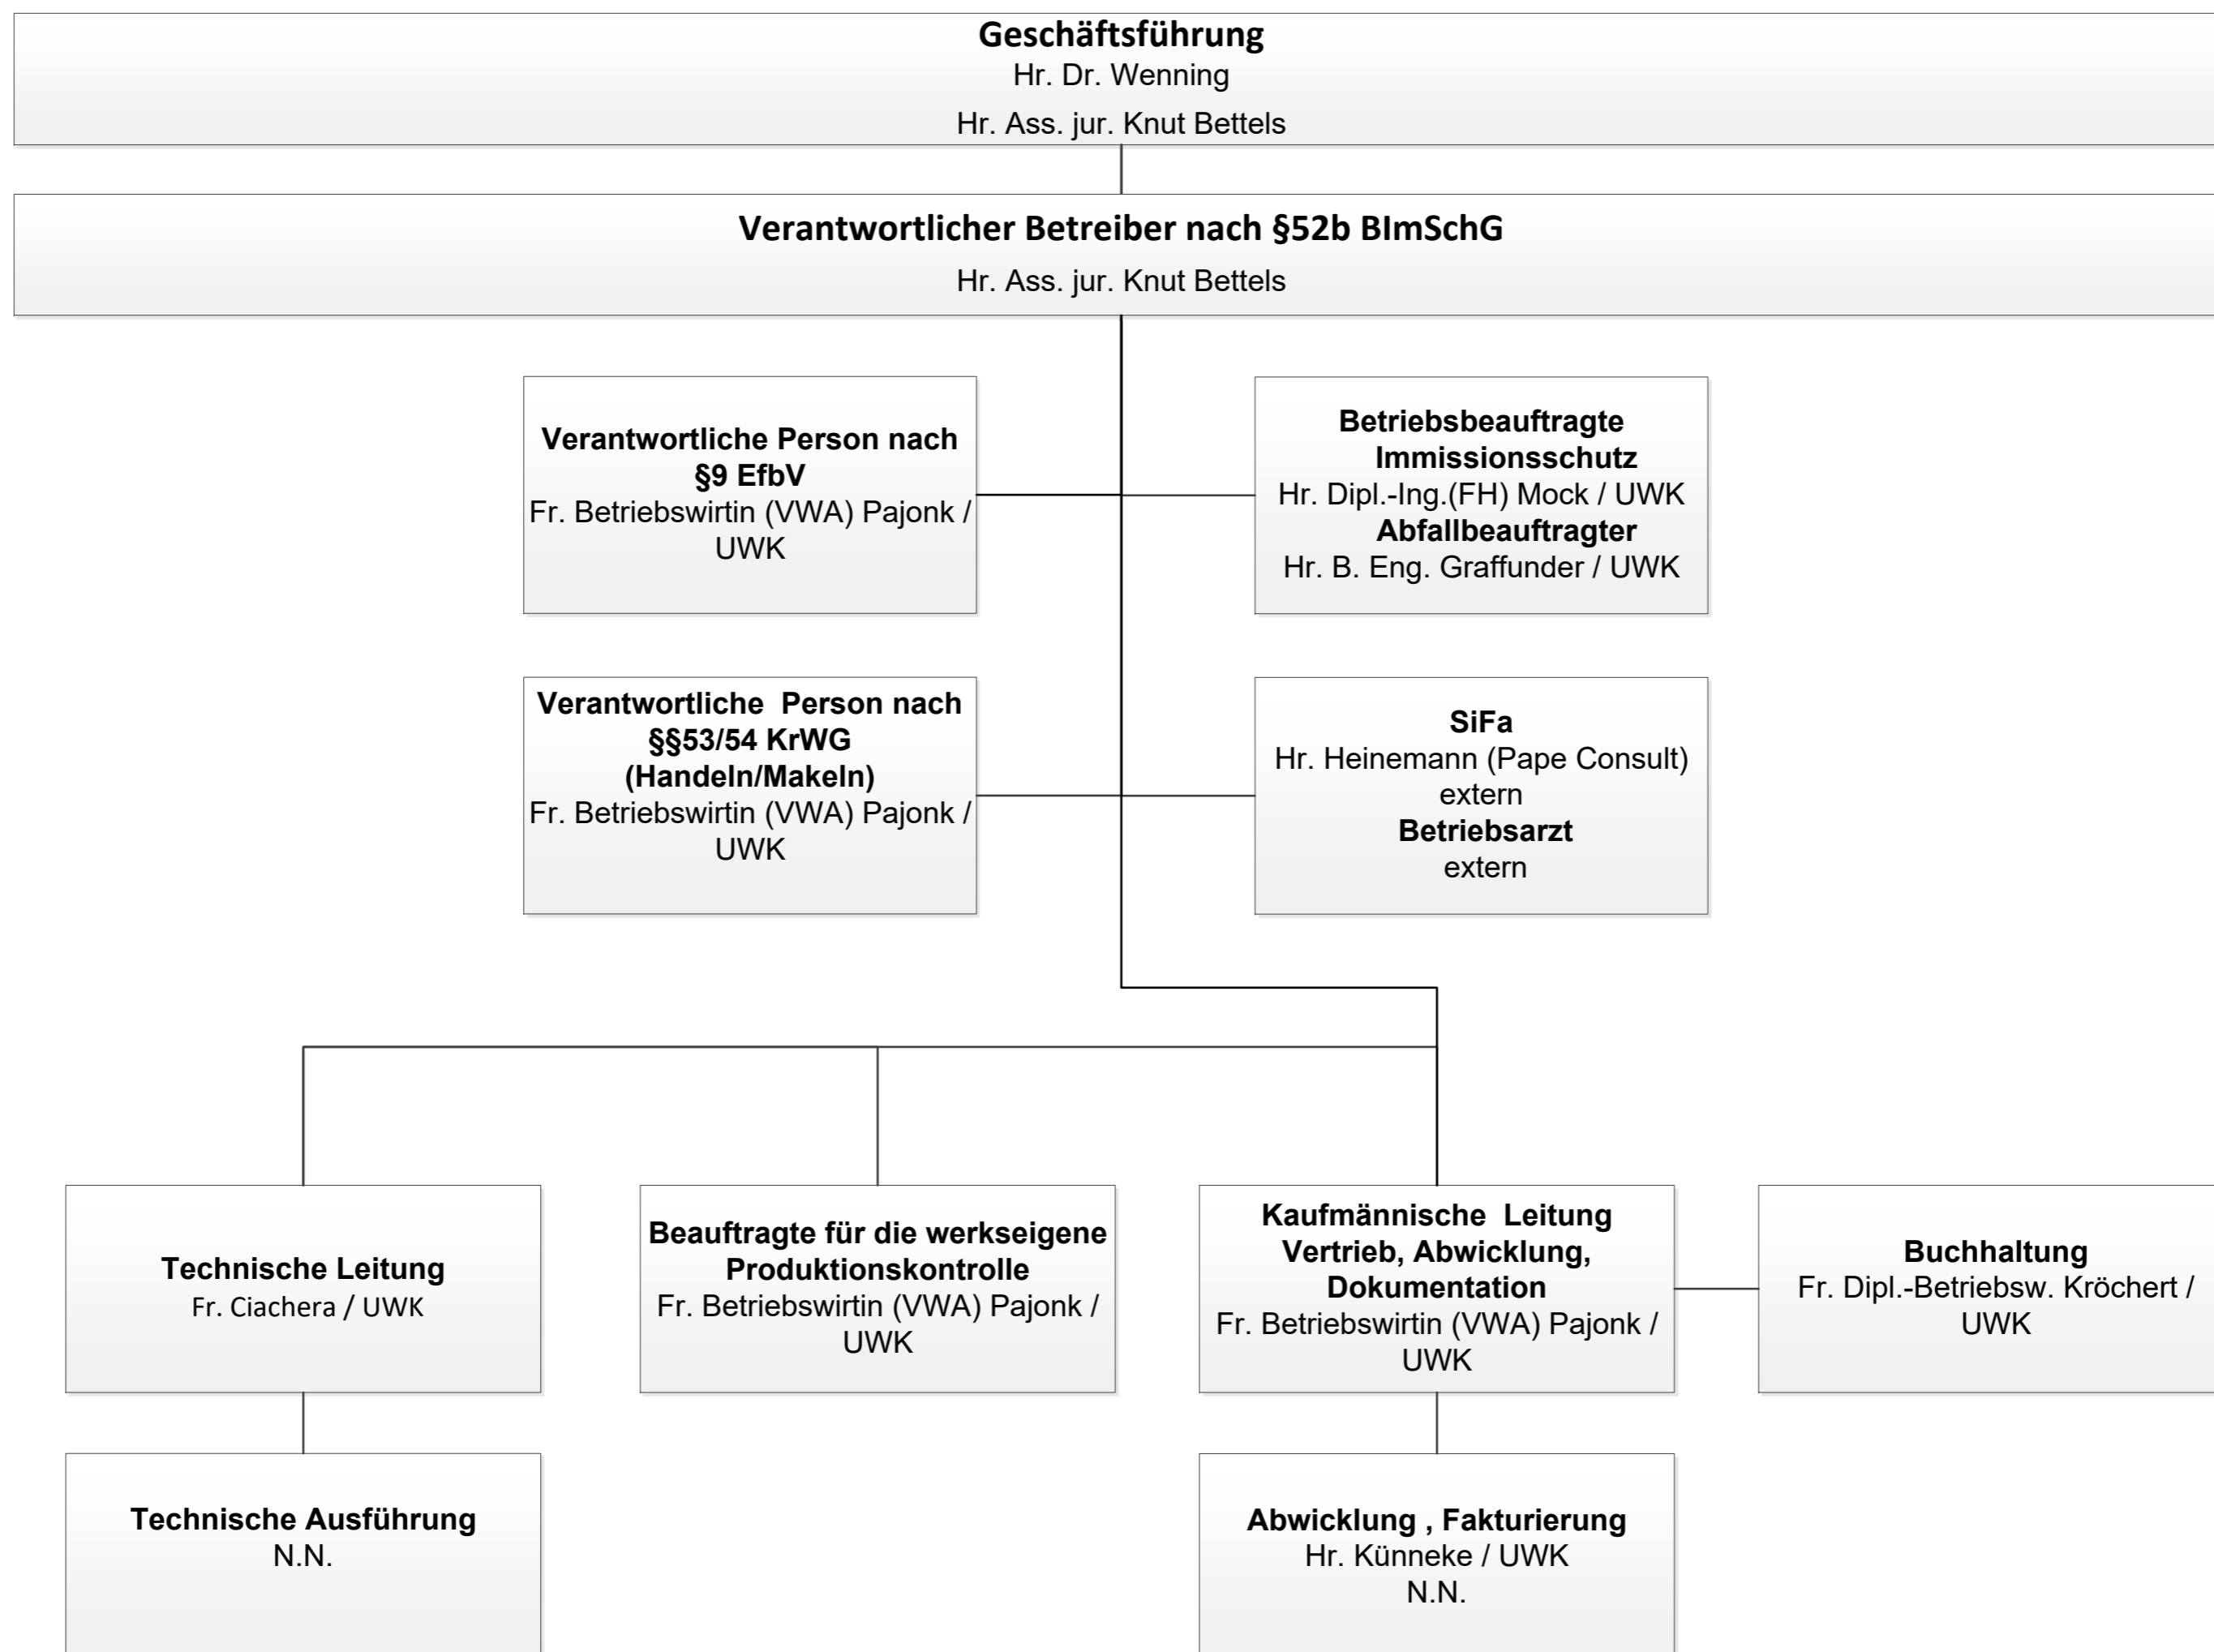 Geschäftsführung
Hr. Dr. Wenning
Hr. Ass. jur. Knut Bettels
Verantwortlicher Betreiber nach §52b BImSchG
Hr. Ass. jur. Knut Bettels
Verantwortliche Person nach
§9 EfbV
Fr. Betriebswirtin (VWA) Pajonk /
UWK
Betriebsbeauftragte
Immissionsschutz
Hr. Dipl.-Ing.(FH) Mock / UWK
Abfallbeauftragter
Hr. B. Eng. Graffunder / UWK
Verantwortliche  Person nach
§§53/54 KrWG
(Handeln/Makeln)
Fr. Betriebswirtin (VWA) Pajonk /
UWK
SiFa
Hr. Heinemann (Pape Consult)
extern
Betriebsarzt
extern
Technische Leitung
Fr. Ciachera / UWK
Beauftragte für die werkseigene
Produktionskontrolle
Fr. Betriebswirtin (VWA) Pajonk /
UWK
Kaufmännische  Leitung
Vertrieb, Abwicklung,
Dokumentation
Fr. Betriebswirtin (VWA) Pajonk /
UWK
Buchhaltung
Fr. Dipl.-Betriebsw. Kröchert /
UWK
Technische Ausführung
N.N.
Abwicklung , Fakturierung
Hr. Künneke / UWK
N.N.